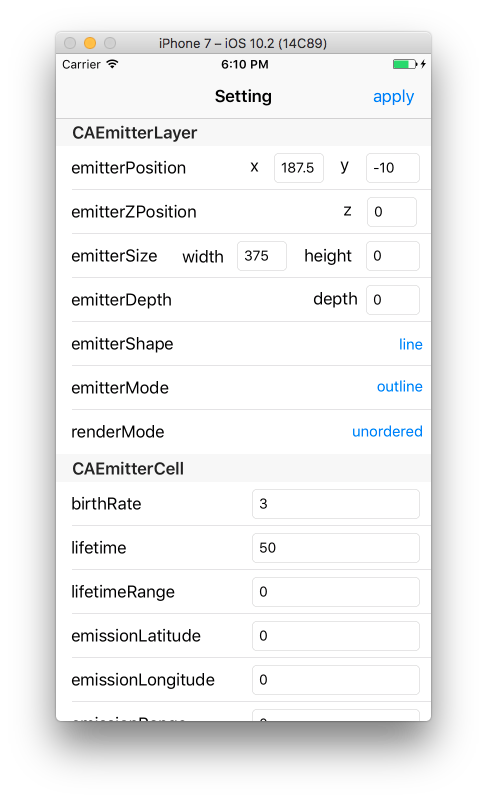 iPhone 7 – iOS 10.2 (14C89)
Carrier 6:10 PM
Setting apply
CAEmitterLayer
emitterPosition x 187.5 y -10
emitterZPosition z 0
emitterSize width 375 height 0
emitterDepth depth 0
emitterShape line
emitterMode outline
renderMode unordered
CAEmitterCell
birthRate 3
lifetime 50
lifetimeRange 0
emissionLatitude 0
emissionLongitude 0
emissionRange